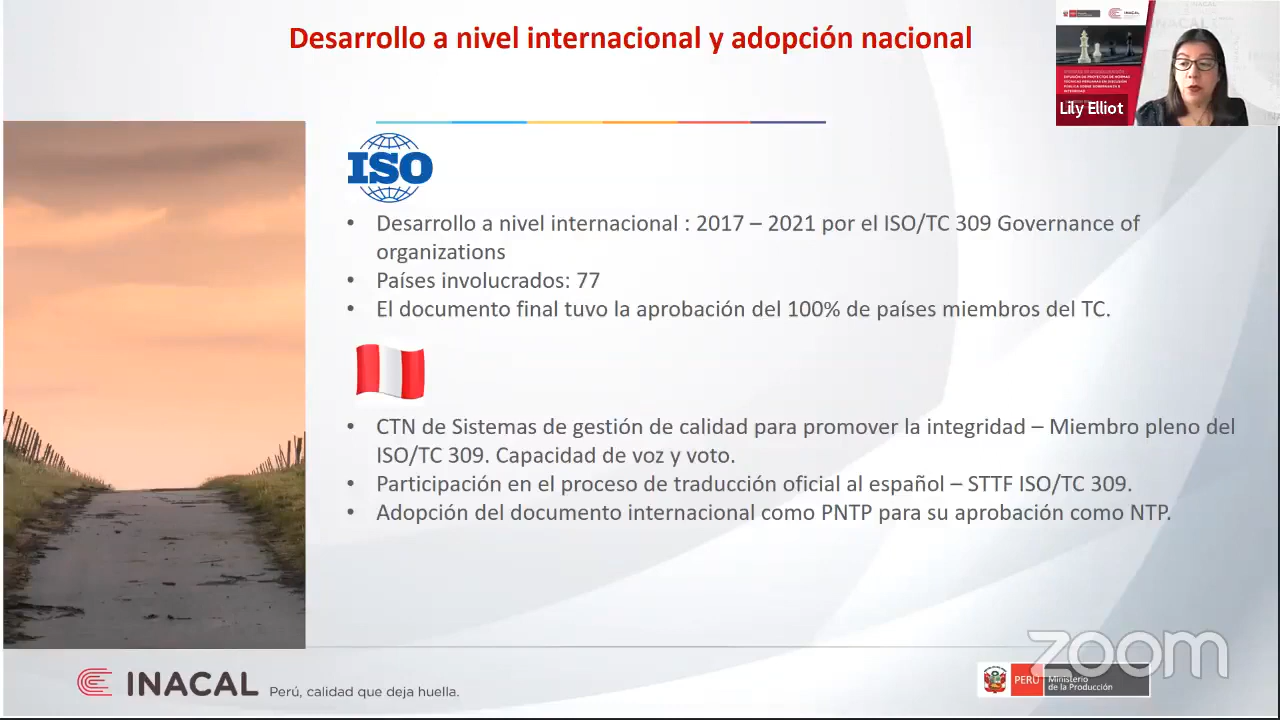 Desarrollo a nivel internacional y adopción nacional
INACAL
Lily Elliot
ISO
• Desarrollo a nivel internacional : 2017 – 2021 por el ISO/TC 309 Governance of
organizations
• Países involucrados: 77
• El documento final tuvo la aprobación del 100% de países miembros del TC.
• CTN de Sistemas de gestión de calidad para promover la integridad – Miembro pleno del
ISO/TC 309. Capacidad de voz y voto.
• Participación en el proceso de traducción oficial al español – STTF ISO/TC 309.
• Adopción del documento internacional como PNTP para su aprobación como NTP.
zoom
INACAL Perú, calidad que deja huella.
PERÚ Ministerio
de la Producción